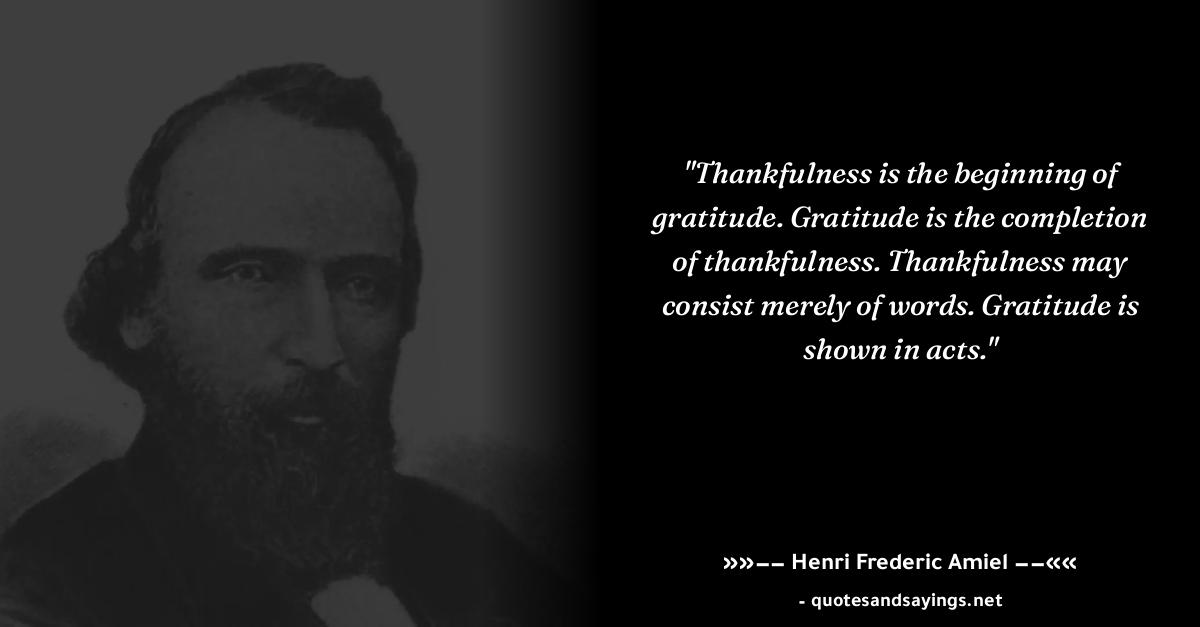 "Thankfulness is the beginning of
gratitude. Gratitude is the completion
of thankfulness. Thankfulness may
consist merely of words. Gratitude is
shown in acts."
»»–– Henri Frederic Amiel ––««
- quotesandsayings.net